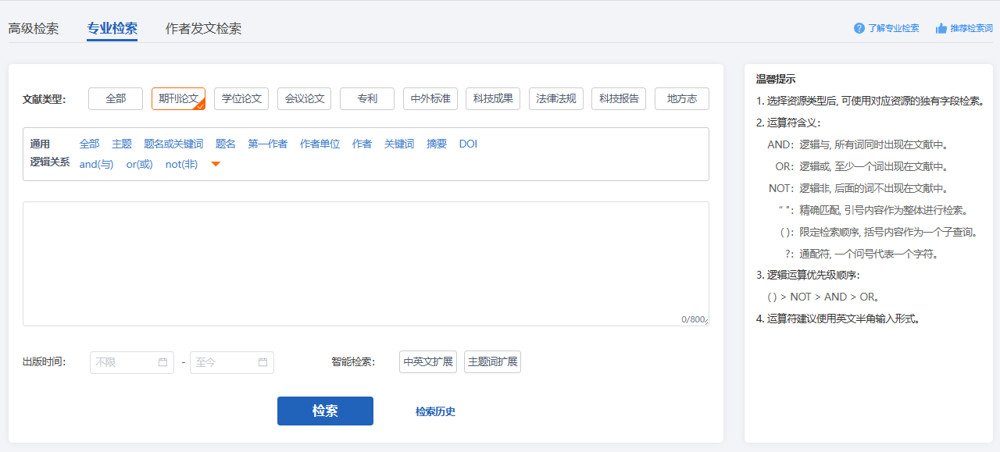 高级检索 专业检索 作者发文检索 了解专业检索 推荐检索词
文献类型： 全部 期刊论文 学位论文 会议论文 专利 中外标准 科技成果 法律法规 科技报告 地方志
通用 全部 主题 题名或关键词 题名 第一作者 作者单位 作者 关键词 摘要 DOI
逻辑关系 and(与) or(或) not(非)
0/800
出版时间： 不限 - 至今 智能检索： 中英文扩展 主题词扩展
检索 检索历史
温馨提示
1. 选择资源类型后, 可使用对应资源的独有字段检索。
2. 运算符含义：
AND： 逻辑与, 所有词同时出现在文献中。
OR： 逻辑或, 至少一个词出现在文献中。
NOT： 逻辑非, 后面的词不出现在文献中。
“ "： 精确匹配, 引号内容作为整体进行检索。
( )： 限定检索顺序, 括号内容作为一个子查询。
?： 通配符, 一个问号代表一个字符。
3. 逻辑运算优先级顺序：
( ) > NOT > AND > OR。
4. 运算符建议使用英文半角输入形式。